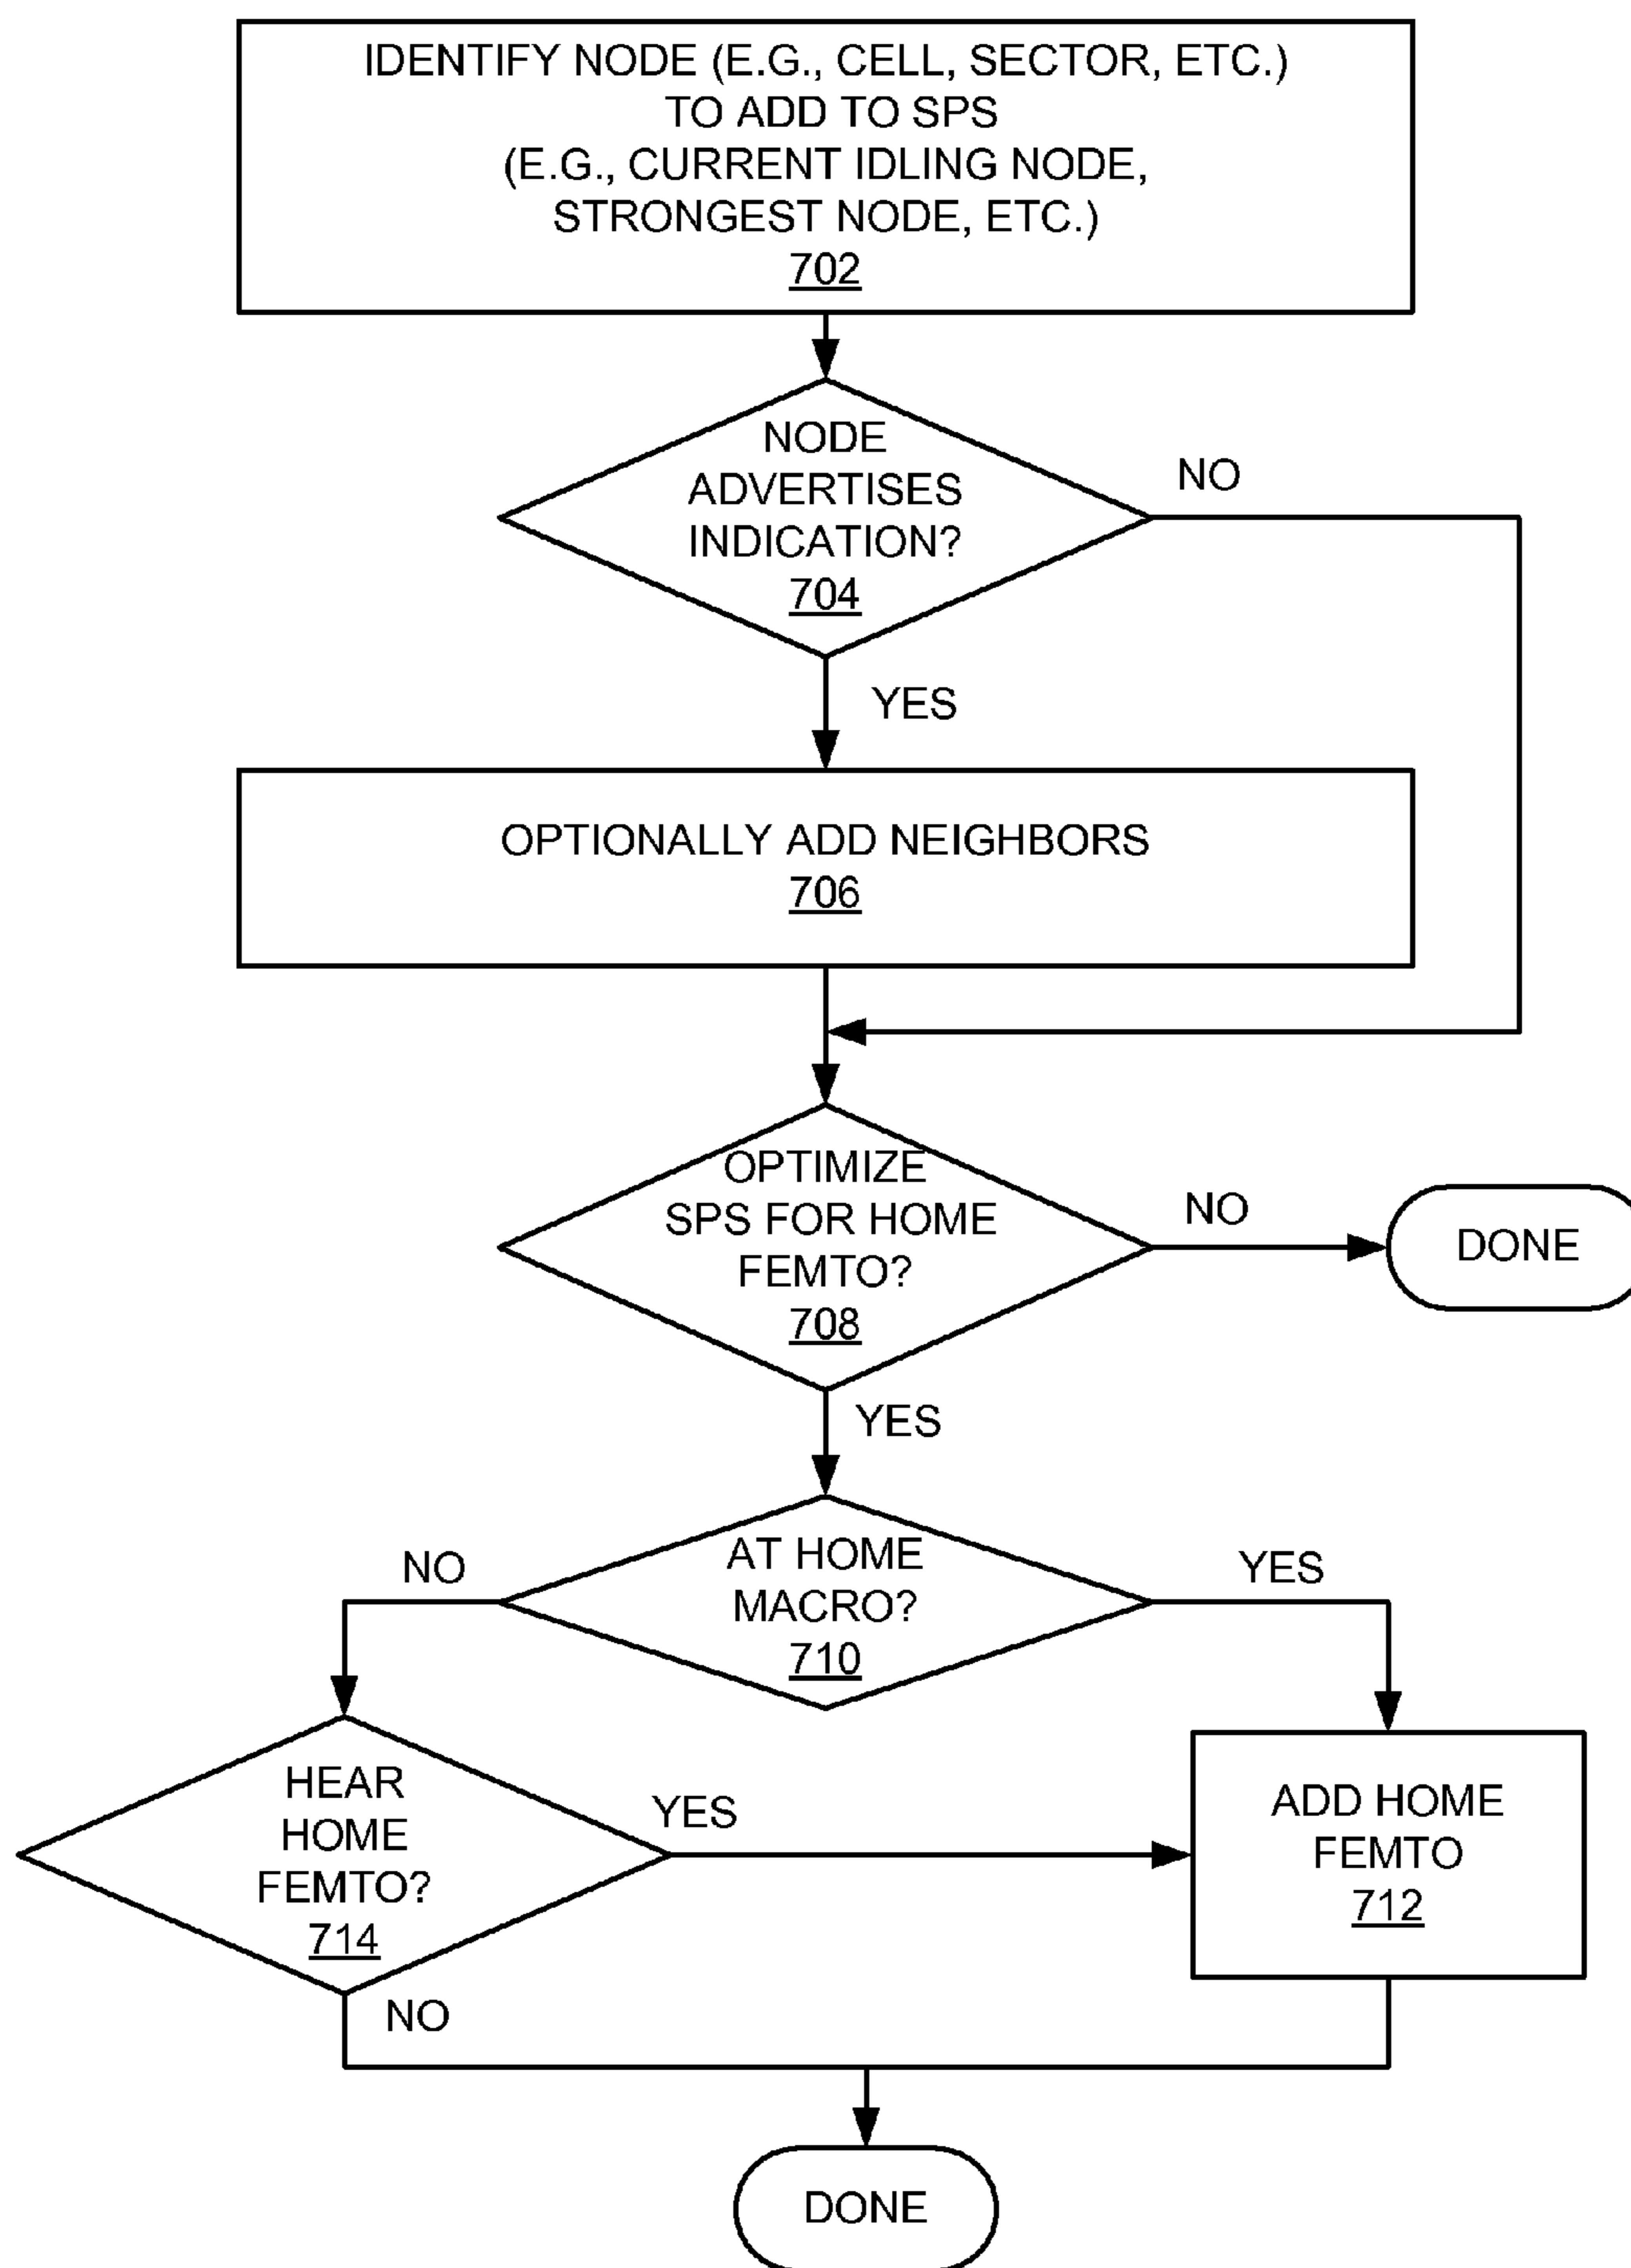 IDENTIFY NODE (E.G., CELL, SECTOR, ETC.)
TO ADD TO SPS
(E.G., CURRENT IDLING NODE,
STRONGEST NODE, ETC.)
702
NODE
ADVERTISES
INDICATION?
704
NO
YES
OPTIONALLY ADD NEIGHBORS
706
OPTIMIZE
SPS FOR HOME
FEMTO?
708
NO
DONE
YES
AT HOME
MACRO?
710
NO
YES
HEAR
HOME
FEMTO?
714
YES
ADD HOME
FEMTO
712
NO
DONE